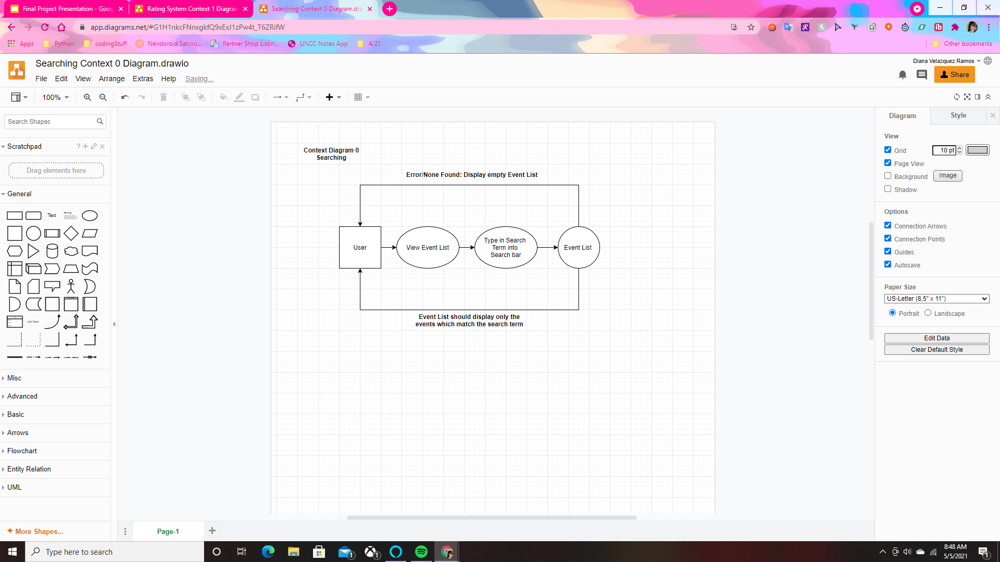 Final Project Presentation - Goog
Rating System Context 1 Diagram
Searching Context 0 Diagram.dra
app.diagrams.net/#G1H1nkcFNnxgkfQ9xExJ1zPw4t_T6ZRifW
Apps
Python
codingStuff
Nendoroid Satoru...
Partner Shop Listin...
UNCC Notes App
4/21
Other bookmarks
Searching Context 0 Diagram.drawio
Diana Velazquez Ramos
File Edit View Arrange Extras Help Saving...
Share
100%
Search Shapes
Scratchpad
Drag elements here
General
Text
Heading
List Item
Misc
Advanced
Basic
Arrows
Flowchart
Entity Relation
UML
+ More Shapes...
Context Diagram 0
Searching
Error/None Found: Display empty Event List
User
View Event List
Type in Search
Term into
Search bar
Event List
Event List should display only the
events which match the search term
Page-1
Diagram
Style
View
Grid
10 pt
Page View
Background
Image
Shadow
Options
Connection Arrows
Connection Points
Guides
Autosave
Paper Size
US-Letter (8,5" x 11")
Portrait
Landscape
Edit Data
Clear Default Style
Type here to search
1
1
8:48 AM
5/5/2021
1